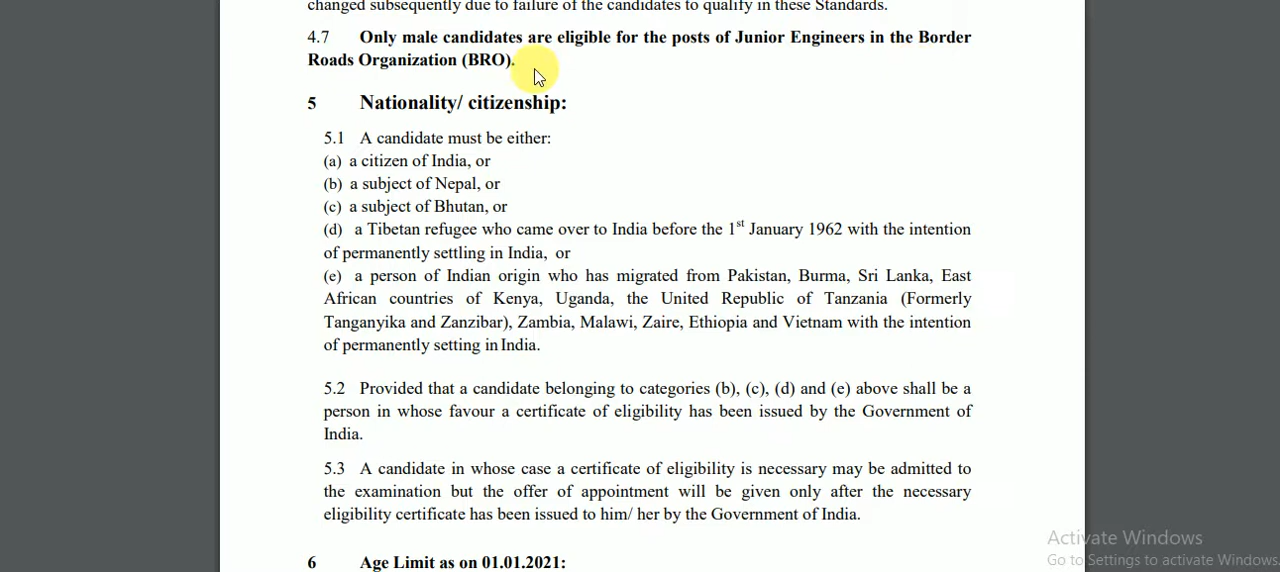 changed subsequently due to failure of the candidates to qualify in these Standards.
4.7 Only male candidates are eligible for the posts of Junior Engineers in the Border
Roads Organization (BRO).
5 Nationality/ citizenship:
5.1 A candidate must be either:
(a) a citizen of India, or
(b) a subject of Nepal, or
(c) a subject of Bhutan, or
(d) a Tibetan refugee who came over to India before the 1st January 1962 with the intention
of permanently settling in India, or
(e) a person of Indian origin who has migrated from Pakistan, Burma, Sri Lanka, East
African countries of Kenya, Uganda, the United Republic of Tanzania (Formerly
Tanganyika and Zanzibar), Zambia, Malawi, Zaire, Ethiopia and Vietnam with the intention
of permanently setting in India.
5.2 Provided that a candidate belonging to categories (b), (c), (d) and (e) above shall be a
person in whose favour a certificate of eligibility has been issued by the Government of
India.
5.3 A candidate in whose case a certificate of eligibility is necessary may be admitted to
the examination but the offer of appointment will be given only after the necessary
eligibility certificate has been issued to him/ her by the Government of India.
6 Age Limit as on 01.01.2021:
Activate Windows
Go to Settings to activate Windows.